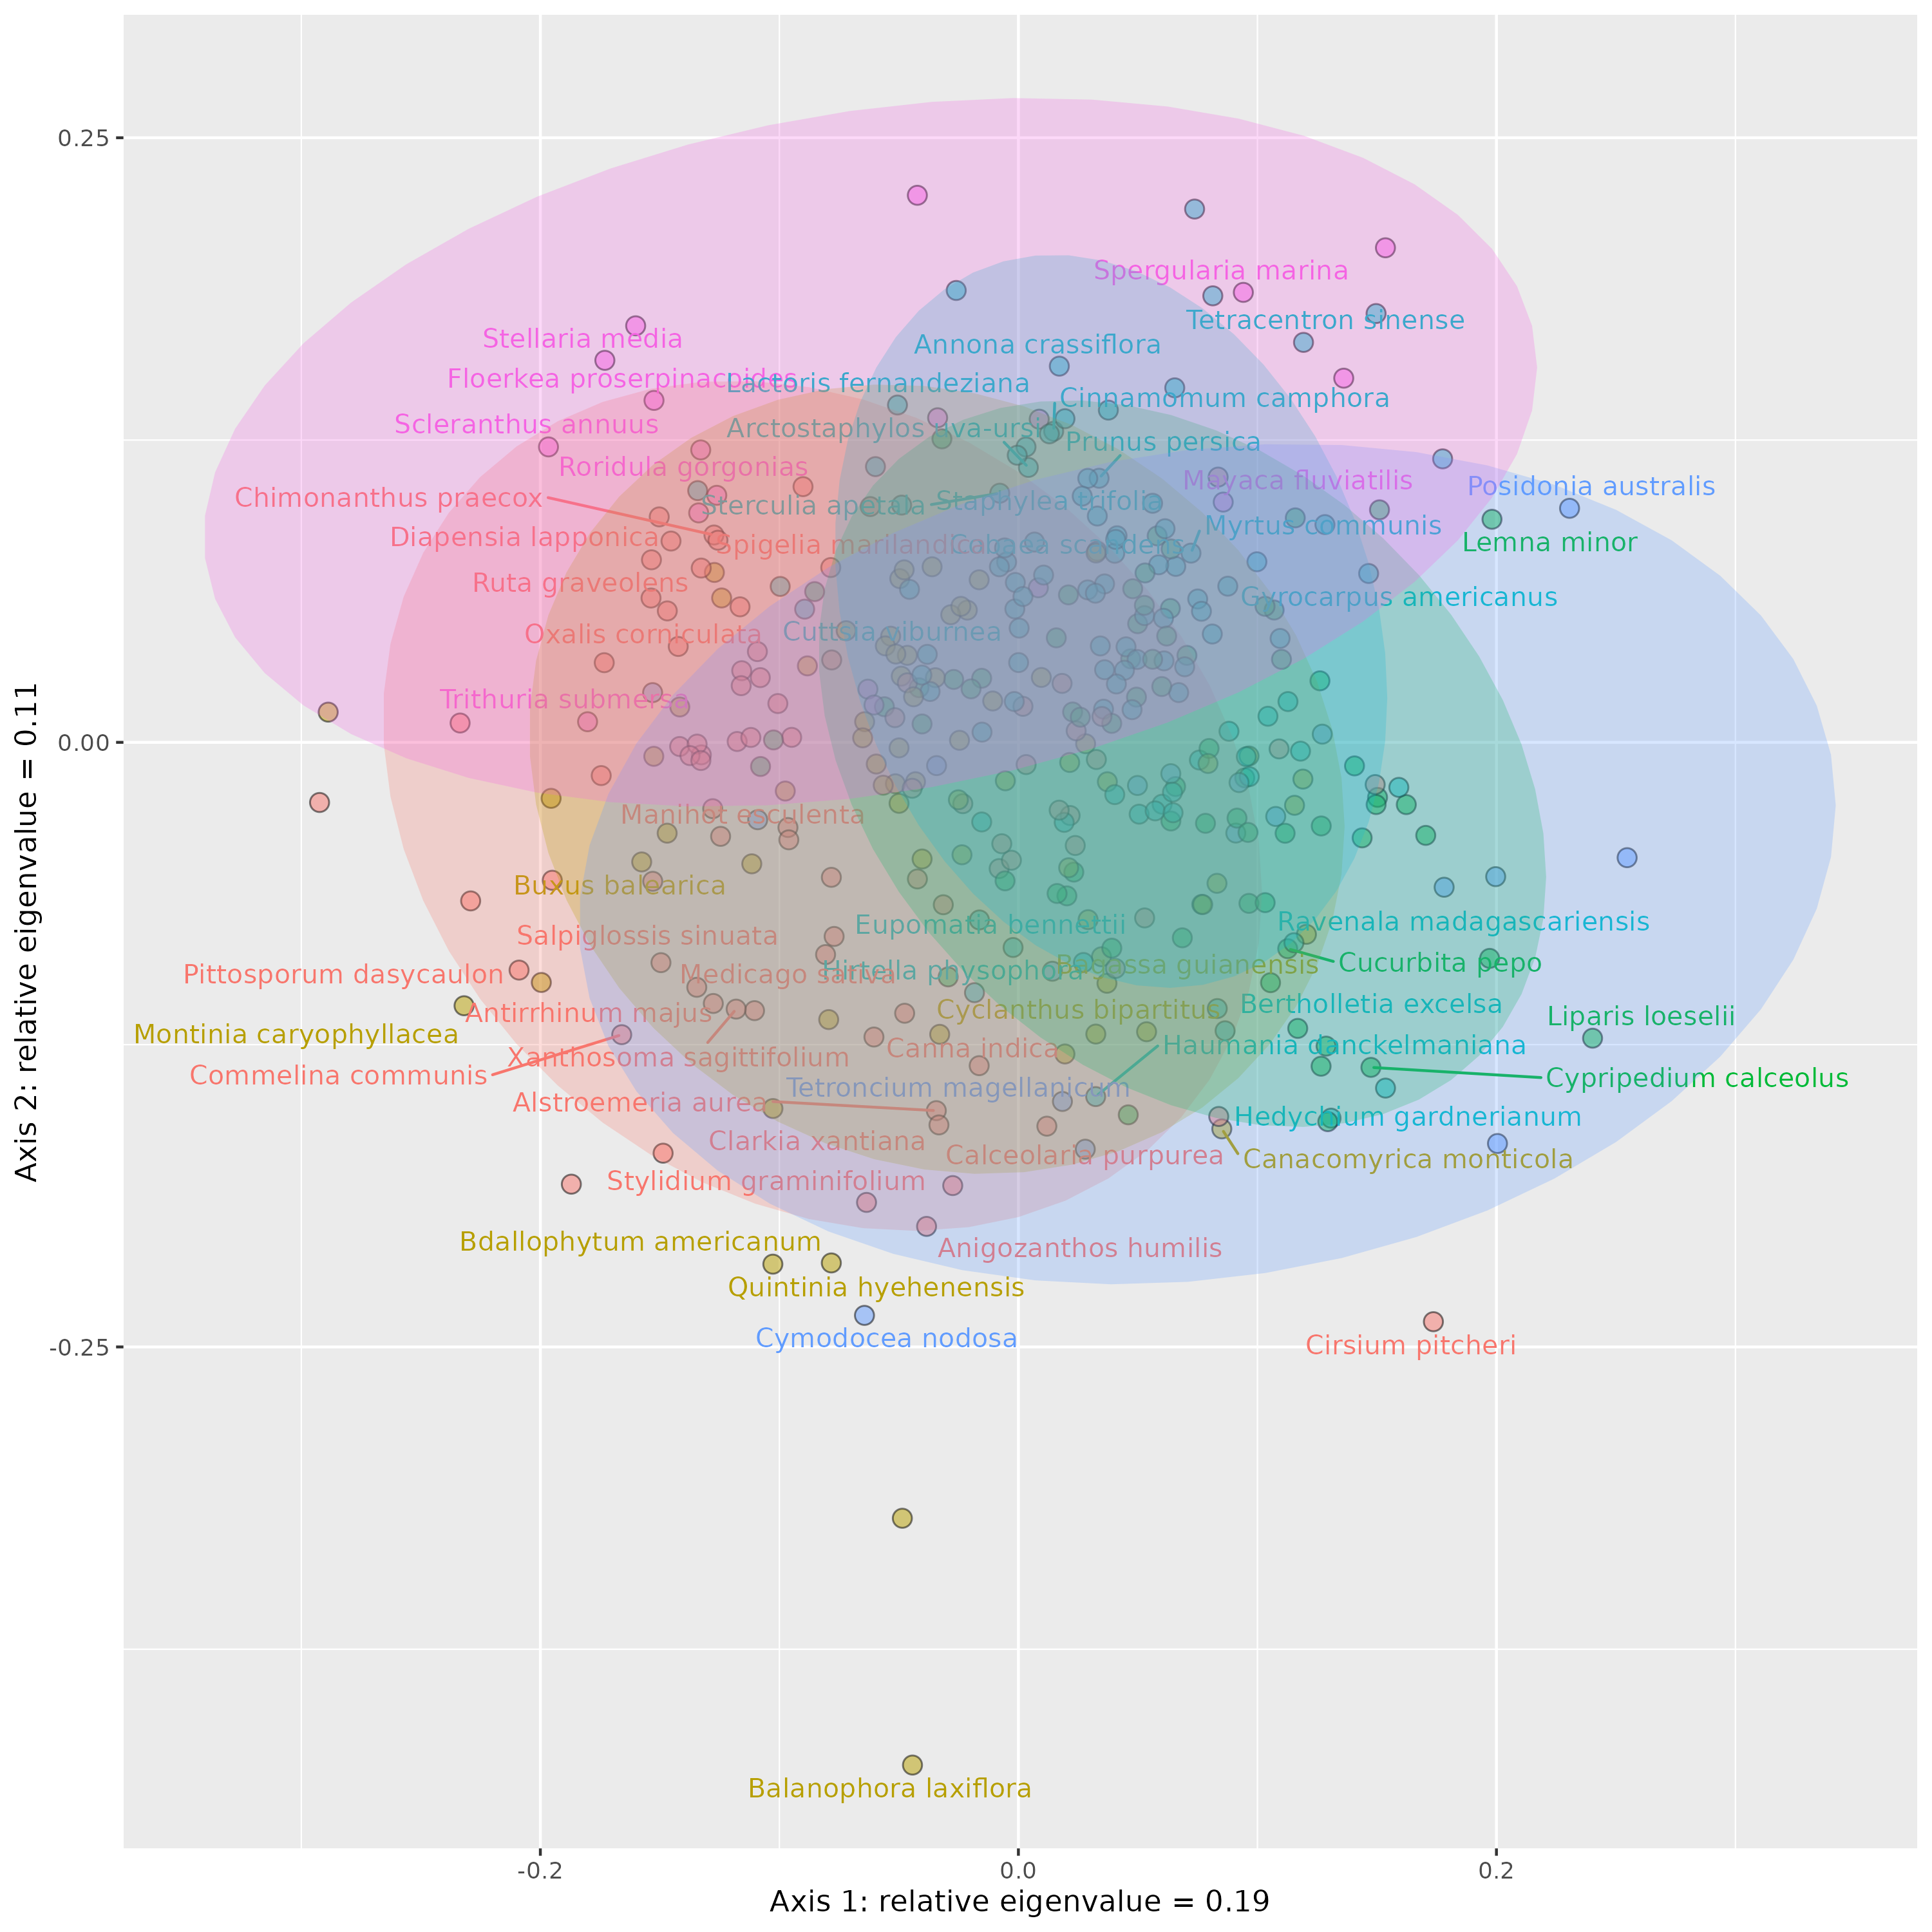 0.25
Spergularia marina
Tetracentron sinense
Stellaria media
Annona crassiflora
Floerkea proserpinacoides
Lactoris fernandeziana
Cinnamomum camphora
Scleranthus annuus
Arctostaphylos uva-ursi
Prunus persica
Roridula gorgonias
Mayaca fluviatilis
Posidonia australis
Chimonanthus praecox
Sterculia apetala
Staphylea trifolia
Myrtus communis
Diapensia lapponica
Spigelia marilandica
Cobaea scandens
Lemna minor
Ruta graveolens
Gyrocarpus americanus
Oxalis corniculata
Cuttsia viburnea
Trithuria submersa
0.00
Manihot esculenta
Buxus balearica
Salpiglossis sinuata
Eupomatia bennettii
Ravenala madagascariensis
Pittosporum dasycaulon
Medicago sativa
Hirtella physophora
Bagassa guianensis
Cucurbita pepo
Antirrhinum majus
Cyclanthus bipartitus
Bertholletia excelsa
Liparis loeselii
Montinia caryophyllacea
Xanthosoma sagittifolium
Canna indica
Haumania danckelmaniana
Commelina communis
Tetroncium magellanicum
Cypripedium calceolus
Alstroemeria aurea
Hedychium gardnerianum
Clarkia xantiana
Calceolaria purpurea
Canacomyrica monticola
Stylidium graminifolium
Bdallophytum americanum
Anigozanthos humilis
Quintinia hyehenensis
Cymodocea nodosa
Cirsium pitcheri
-0.25
Balanophora laxiflora
-0.2
0.0
0.2
Axis 1: relative eigenvalue = 0.19
Axis 2: relative eigenvalue = 0.11